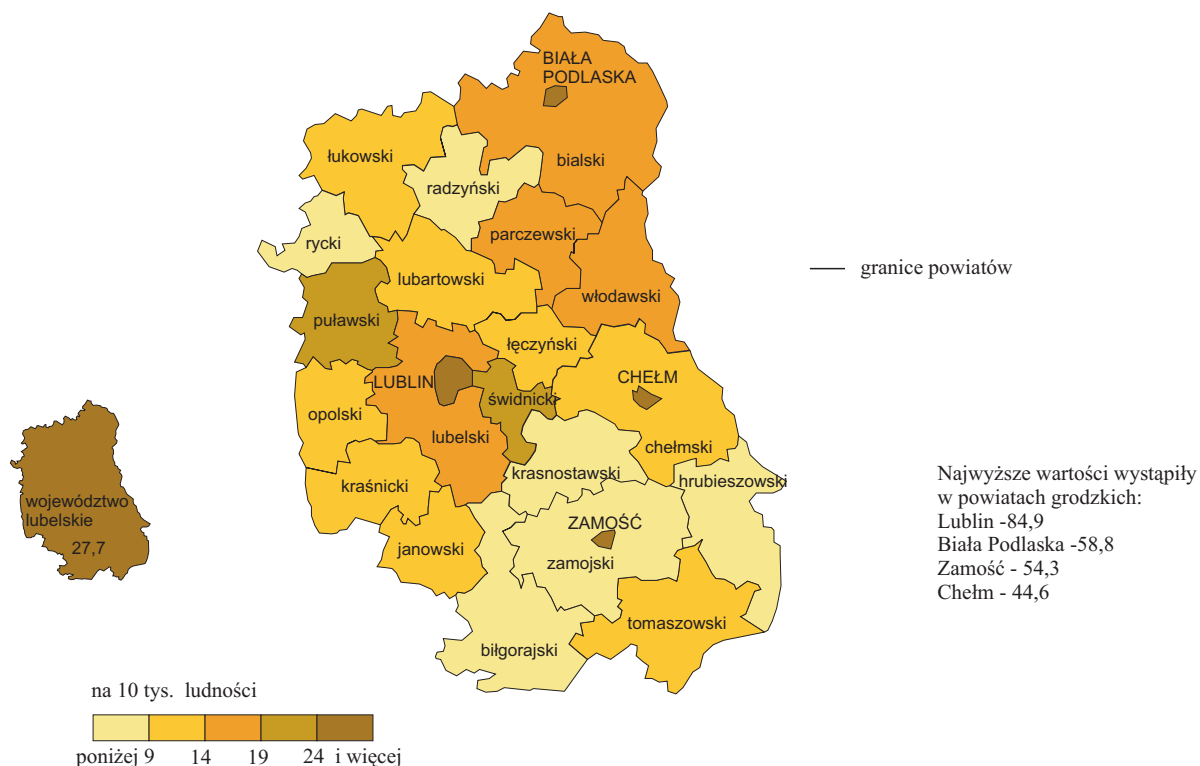 BIAŁA
PODLASKA
łukowski
bialski
radzyński
rycki
parczewski
lubartowski
włodawski
granice powiatów
puławski
łęczyński
LUBLIN
CHEŁM
świdnicki
opolski
lubelski
chełmski
krasnostawski
hrubieszowski
kraśnicki
ZAMOŚĆ
janowski
zamojski
tomaszowski
biłgorajski
województwo
lubelskie
27,7
Najwyższe wartości wystąpiły
w powiatach grodzkich:
Lublin -84,9
Biała Podlaska -58,8
Zamość - 54,3
Chełm - 44,6
na 10 tys. ludności
poniżej 9 14 19 24 i więcej